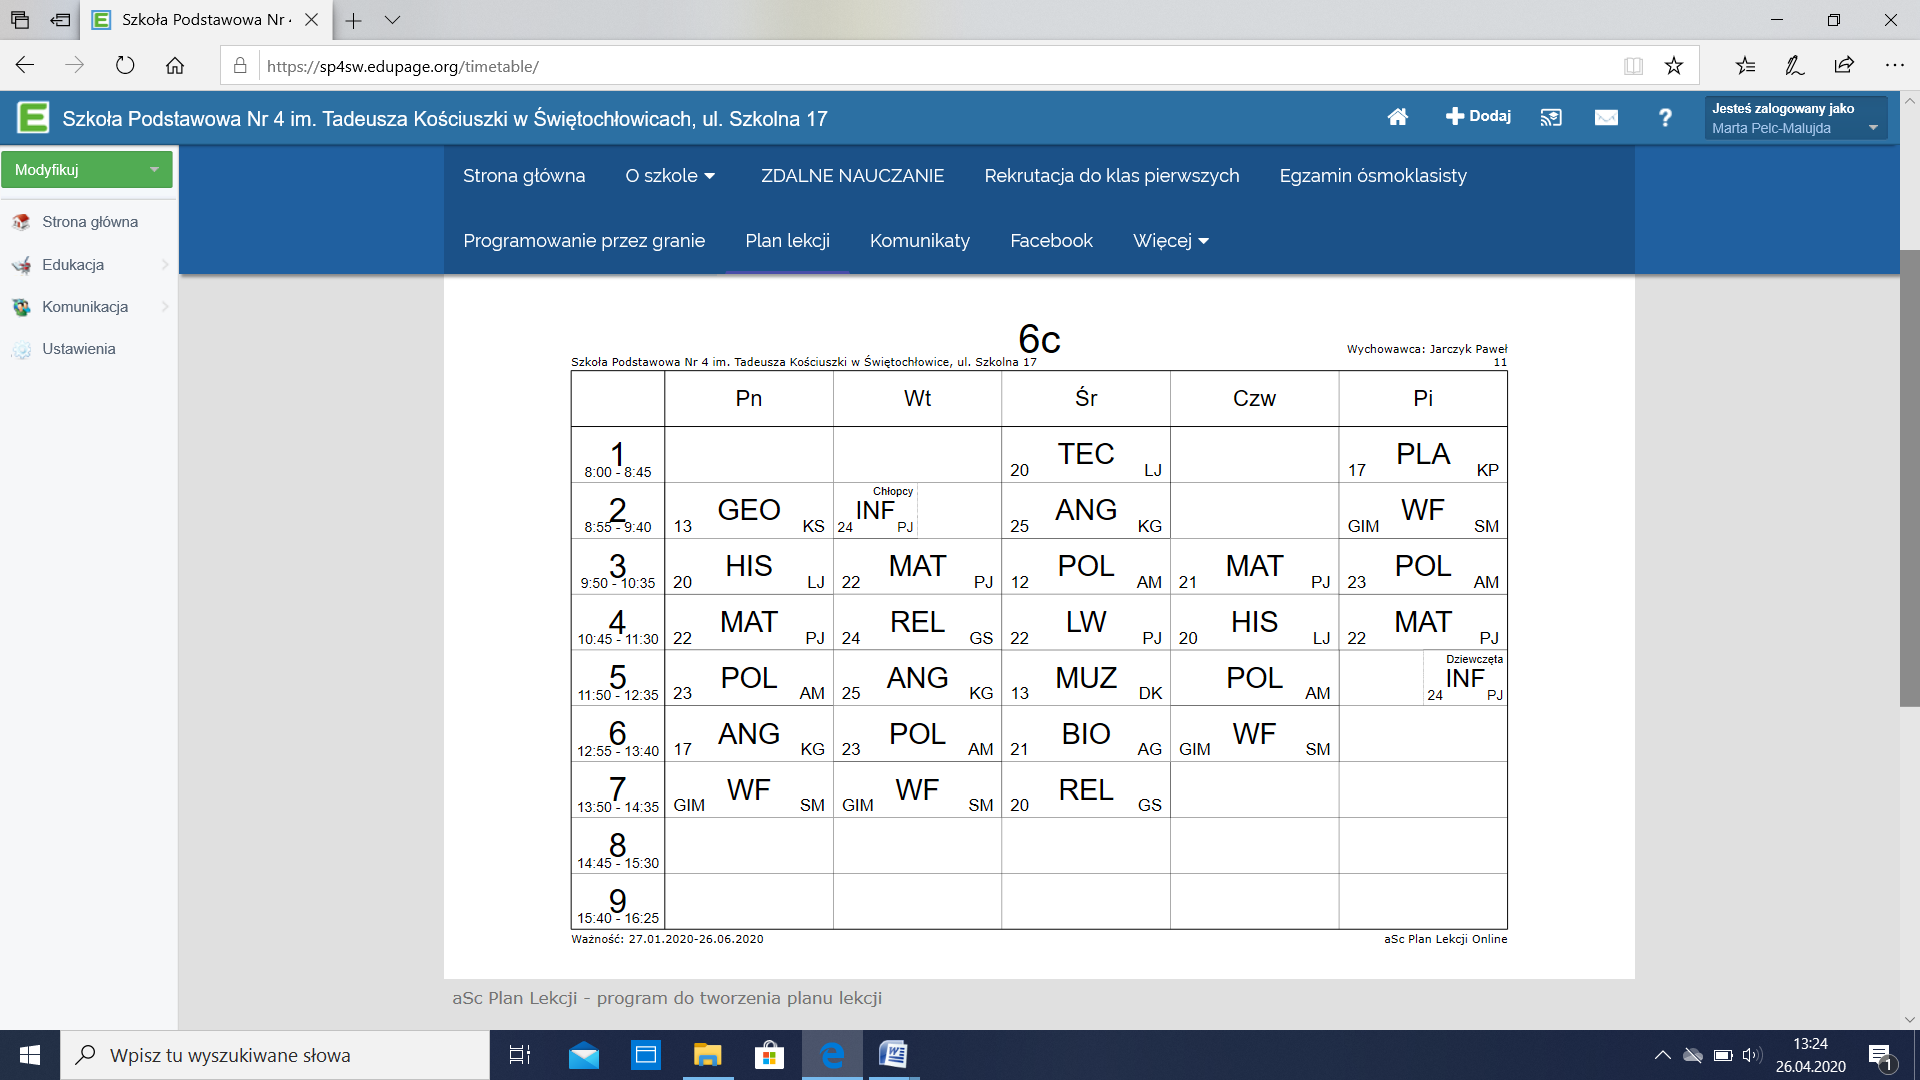 Szkoła Podstawowa Nr
https://sp4sw.edupage.org/timetable/
Szkoła Podstawowa Nr 4 im. Tadeusza Kościuszki w Świętochłowicach, ul. Szkolna 17
Dodaj
?
Jesteś zalogowany jako
Marta Pelc-Malujda
Modyfikuj
Strona główna
Edukacja
Komunikacja
Ustawienia
Strona główna O szkole ZDALNE NAUCZANIE Rekrutacja do klas pierwszych Egzamin ósmoklasisty
Programowanie przez granie Plan lekcji Komunikaty Facebook Więcej
6c
Szkoła Podstawowa Nr 4 im. Tadeusza Kościuszki w Świętochłowice, ul. Szkolna 17
Wychowawca: Jarczyk Paweł
11
Pn Wt Śr Czw Pi
1 TEC PLA
8:00 - 8:45 20 LJ 17 KP
Chłopcy
2 GEO INF ANG WF
8:55 - 9:40 13 KS 24 PJ 25 KG GIM SM
3 HIS MAT POL MAT POL
9:50 - 10:35 20 LJ 22 PJ 12 AM 21 PJ 23 AM
4 MAT REL LW HIS MAT
10:45 - 11:30 22 PJ 24 GS 22 PJ 20 LJ 22 PJ
Dziewczęta
5 POL ANG MUZ POL INF
11:50 - 12:35 23 AM 25 KG 13 DK AM 24 PJ
6 ANG POL BIO WF
12:55 - 13:40 17 KG 23 AM 21 AG GIM SM
7 WF WF REL
13:50 - 14:35 GIM SM GIM SM 20 GS
8
14:45 - 15:30
9
15:40 - 16:25
Ważność: 27.01.2020-26.06.2020 aSc Plan Lekcji Online
aSc Plan Lekcji - program do tworzenia planu lekcji
Wpisz tu wyszukiwane słowa
13:24
26.04.2020
1